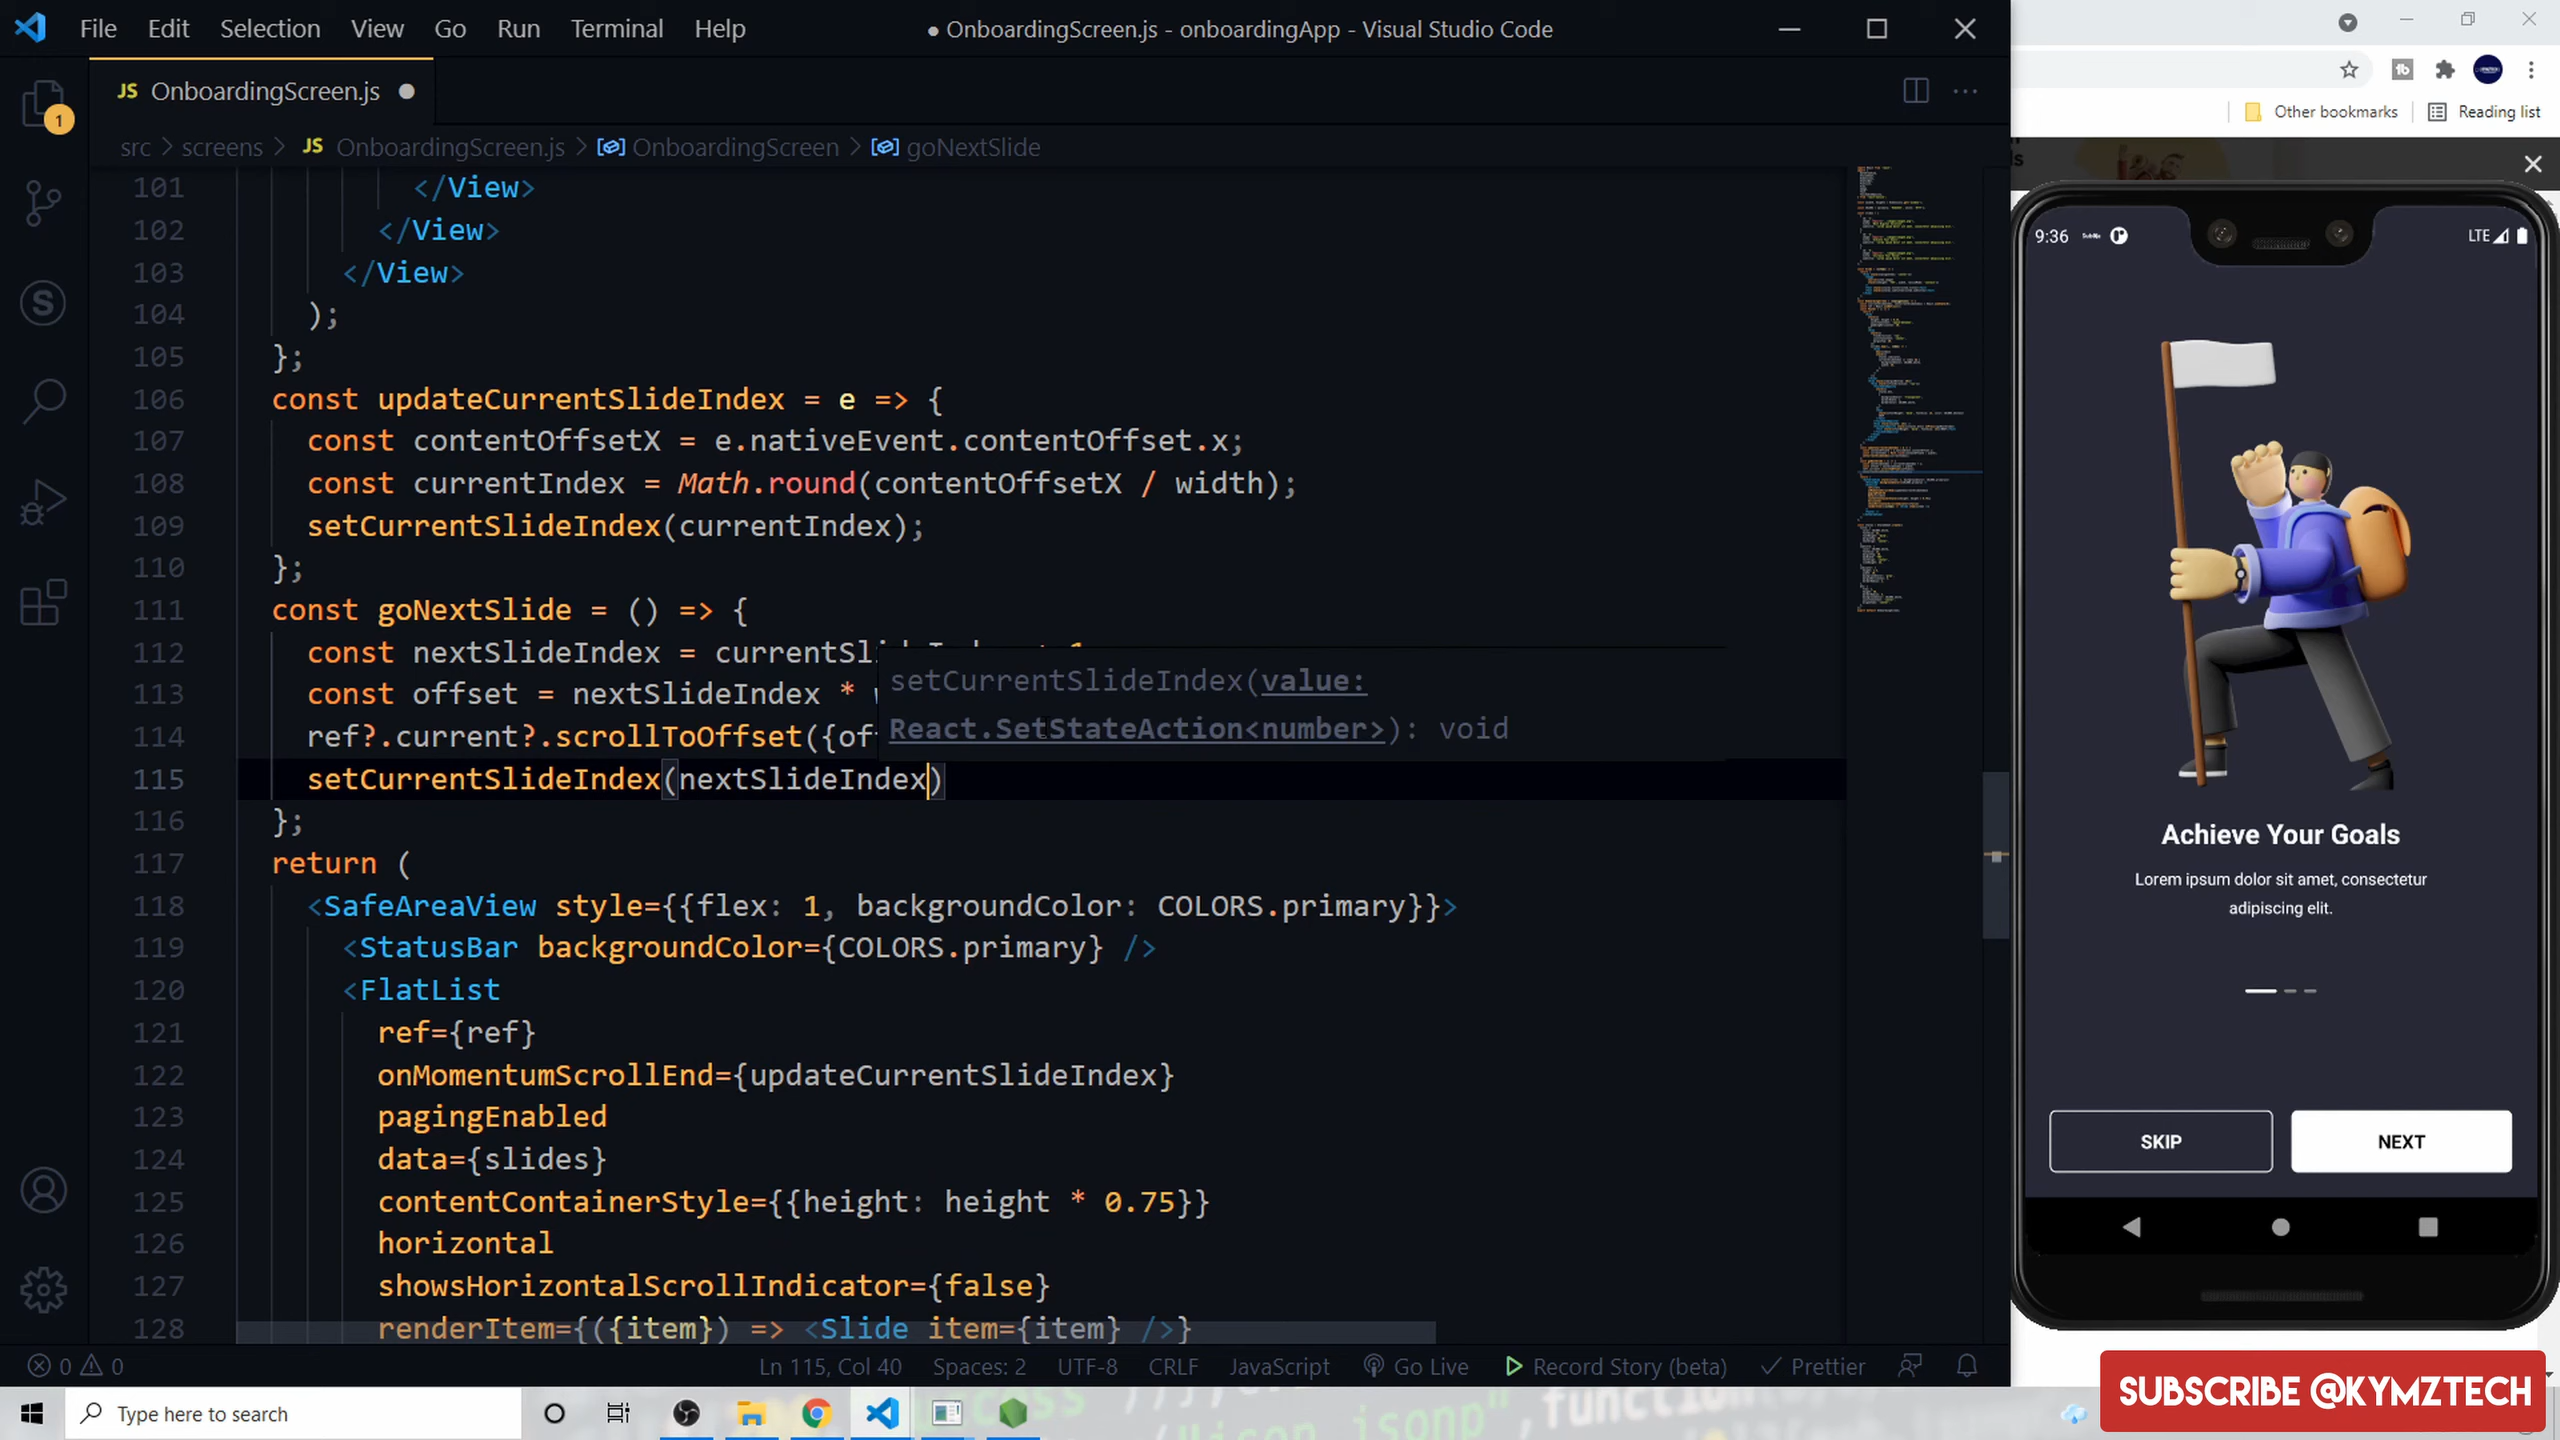 File Edit Selection View Go Run Terminal Help
● OnboardingScreen.js - onboardingApp - Visual Studio Code
JS OnboardingScreen.js
1
src > screens > JS OnboardingScreen.js > OnboardingScreen > goNextSlide
Other bookmarks
Reading list
101 </View>
102 </View>
103 </View>
104 );
105 };
106 const updateCurrentSlideIndex = e => {
107 const contentOffsetX = e.nativeEvent.contentOffset.x;
108 const currentIndex = Math.round(contentOffsetX / width);
109 setCurrentSlideIndex(currentIndex);
110 };
111 const goNextSlide = () => {
112 const nextSlideIndex = currentSlideIndex + 1
113 const offset = nextSlideIndex *
114 ref?.current?.scrollToOffset({of
setCurrentSlideIndex(value:
React.SetStateAction<number>): void
115 setCurrentSlideIndex(nextSlideIndex)
116 };
117 return (
118 <SafeAreaView style={{flex: 1, backgroundColor: COLORS.primary}}>
119 <StatusBar backgroundColor={COLORS.primary} />
120 <FlatList
121 ref={ref}
122 onMomentumScrollEnd={updateCurrentSlideIndex}
123 pagingEnabled
124 data={slides}
125 contentContainerStyle={{height: height * 0.75}}
126 horizontal
127 showsHorizontalScrollIndicator={false}
128 renderItem={({item}) => <Slide item={item} />}
0 0
Ln 115, Col 40 Spaces: 2 UTF-8 CRLF JavaScript Go Live Record Story (beta) Prettier
9:36
LTE
Achieve Your Goals
Lorem ipsum dolor sit amet, consectetur
adipiscing elit.
SKIP
NEXT
Type here to search
SUBSCRIBE @KYMZTECH